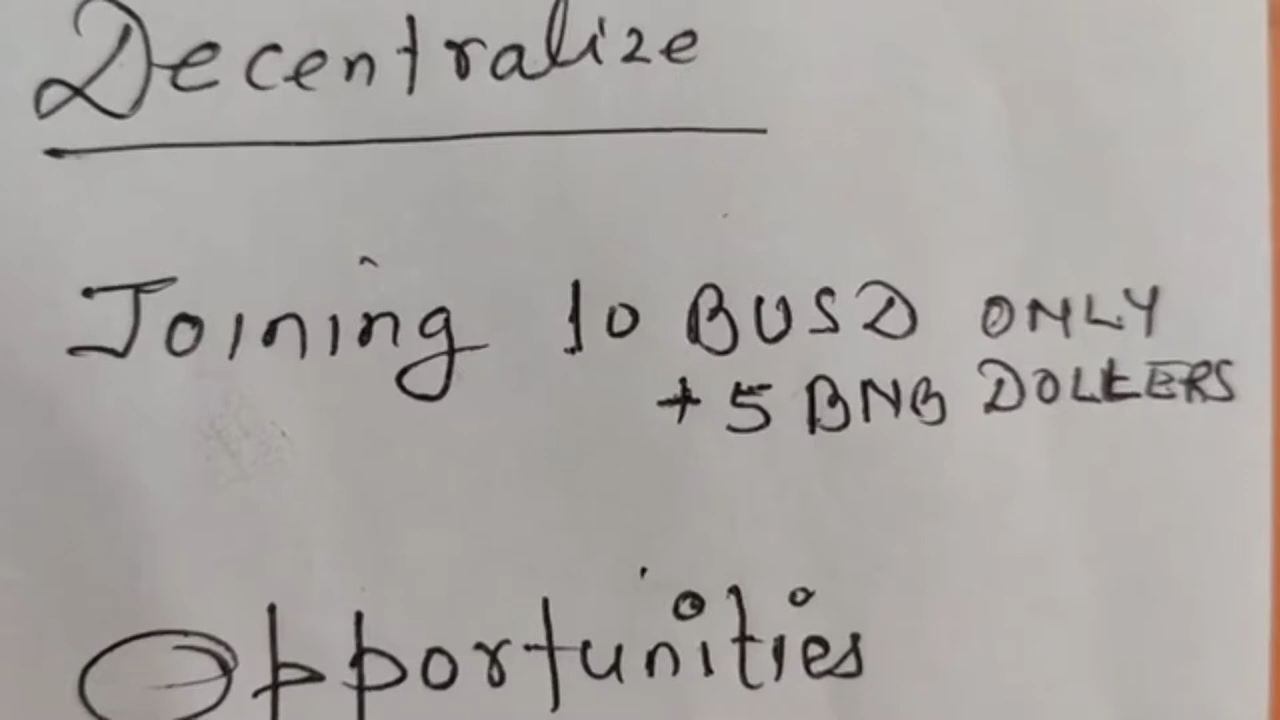 Decentralize
Joining 10 BUSD ONLY
+ 5 BNB DOLLERS
Opportunities